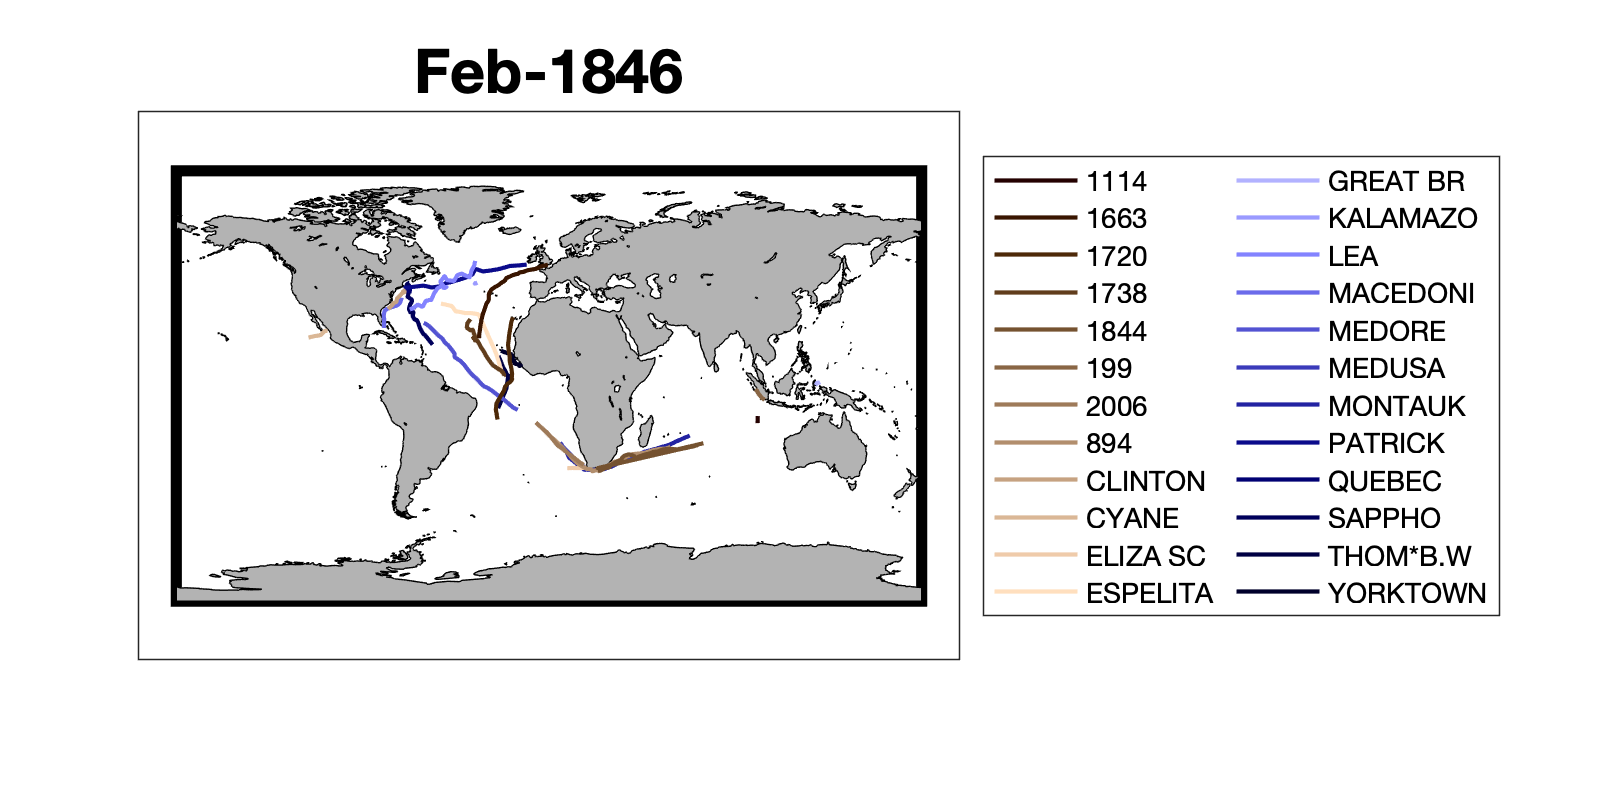 Feb-1846
1114
1663
1720
1738
1844
199
2006
894
CLINTON
CYANE
ELIZA SC
ESPELITA
GREAT BR
KALAMAZO
LEA
MACEDONI
MEDORE
MEDUSA
MONTAUK
PATRICK
QUEBEC
SAPPHO
THOM*B.W
YORKTOWN